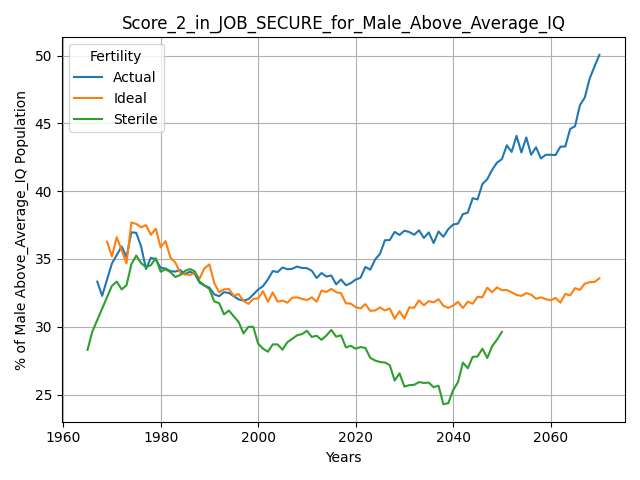 Score_2_in_JOB_SECURE_for_Male_Above_Average_IQ
% of Male Above_Average_IQ Population
50
45
40
35
30
25
Fertility
Actual
Ideal
Sterile
1960
1980
2000
2020
2040
2060
Years